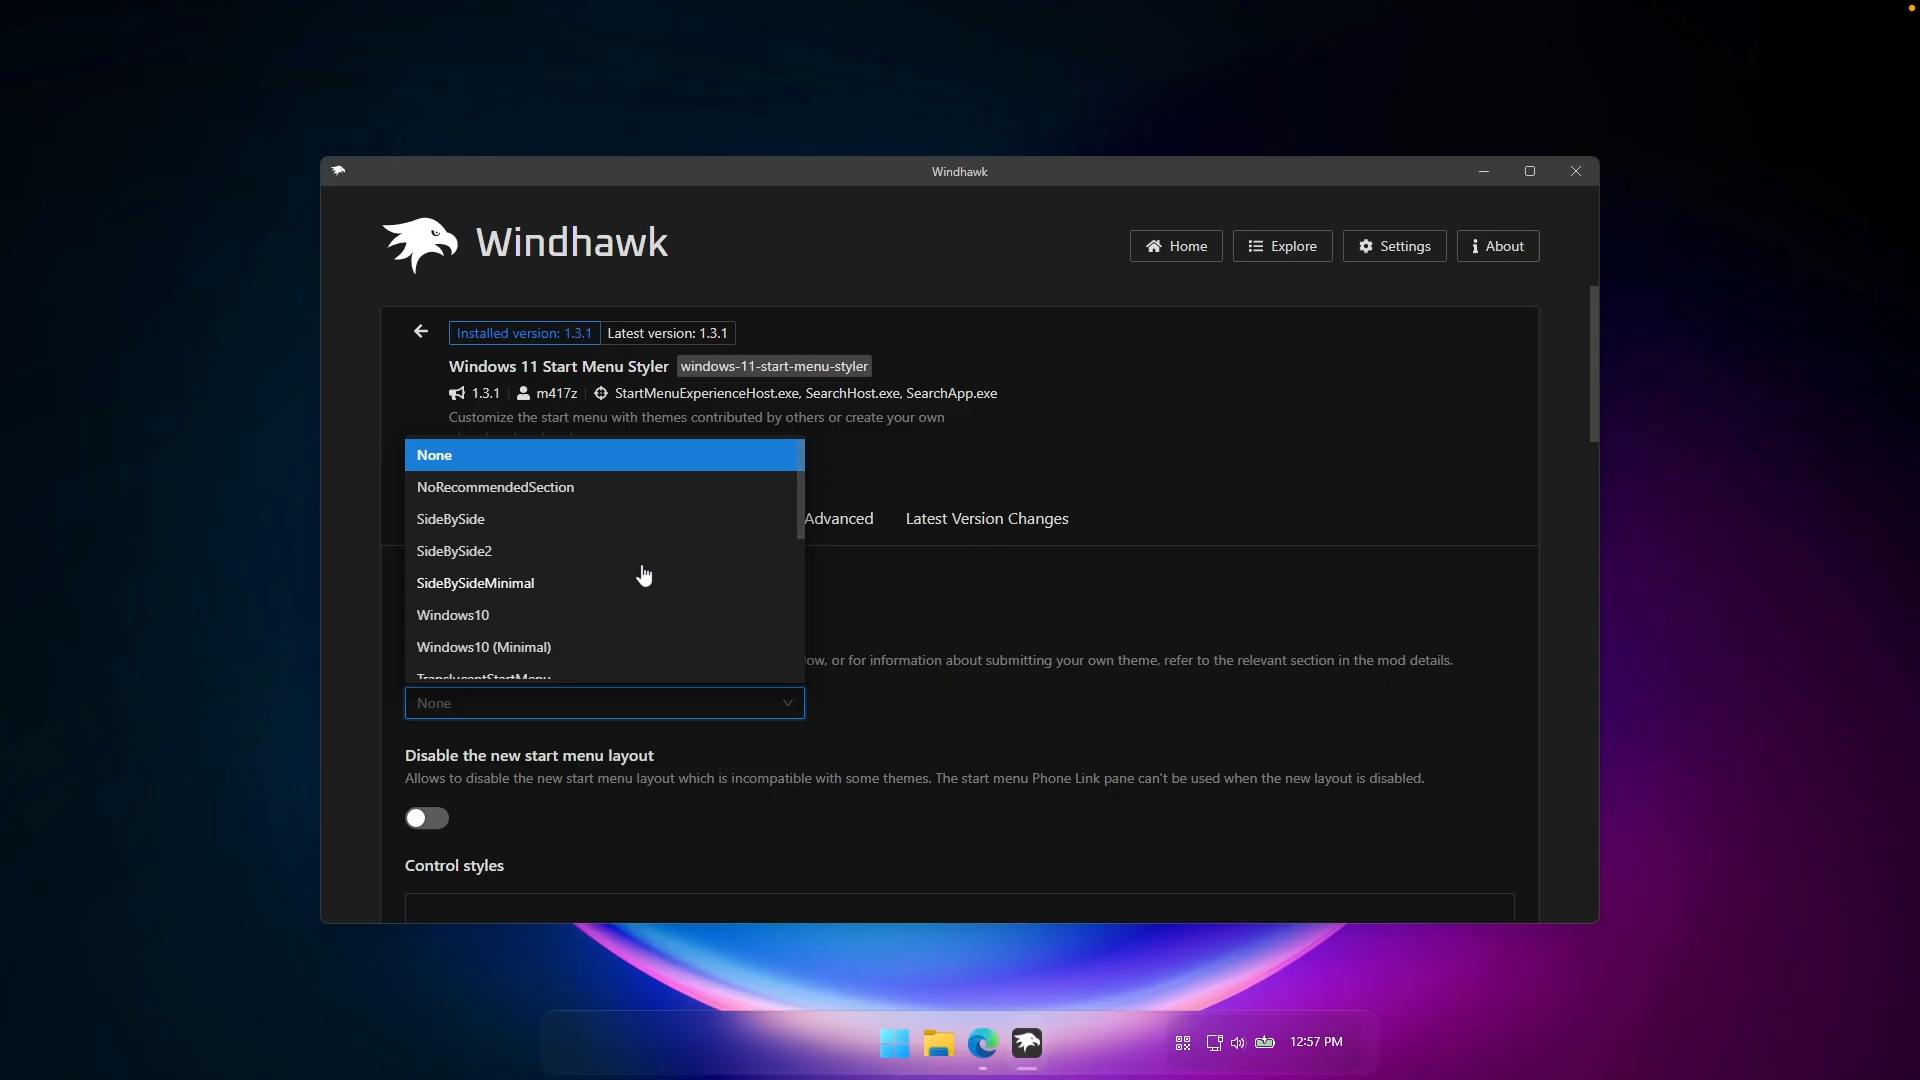 Windhawk
Windhawk
Home
Explore
Settings
About
Installed version: 1.3.1
Latest version: 1.3.1
Windows 11 Start Menu Styler windows-11-start-menu-styler
1.3.1 m417z StartMenuExperienceHost.exe, SearchHost.exe, SearchApp.exe
Customize the start menu with themes contributed by others or create your own
None
NoRecommendedSection
SideBySide
SideBySide2
SideBySideMinimal
Windows10
Windows10 (Minimal)
TranslucentStartMenu
Advanced
Latest Version Changes
low, or for information about submitting your own theme, refer to the relevant section in the mod details.
None
Disable the new start menu layout
Allows to disable the new start menu layout which is incompatible with some themes. The start menu Phone Link pane can't be used when the new layout is disabled.
Control styles
12:57 PM